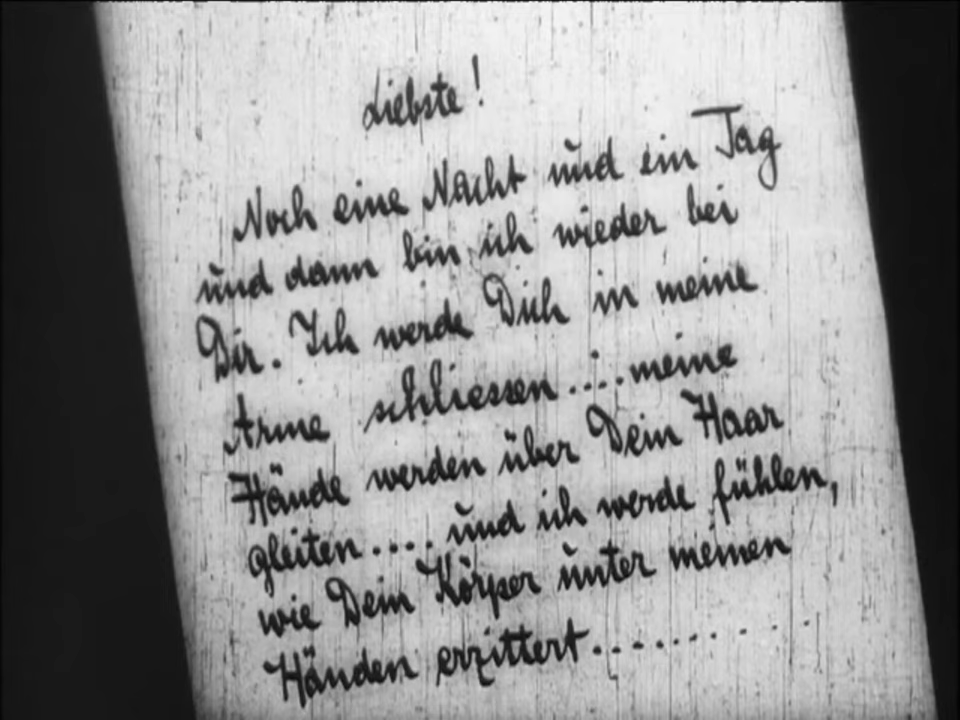 Liebste!
Noch eine Nacht und ein Tag
und dann bin ich wieder bei
Dir. Ich werde Dich in meine
Arme schliessen....meine
Hände werden über Dein Haar
gleiten....und ich werde fühlen,
wie Dein Körper unter meinen
Händen erzittert..........